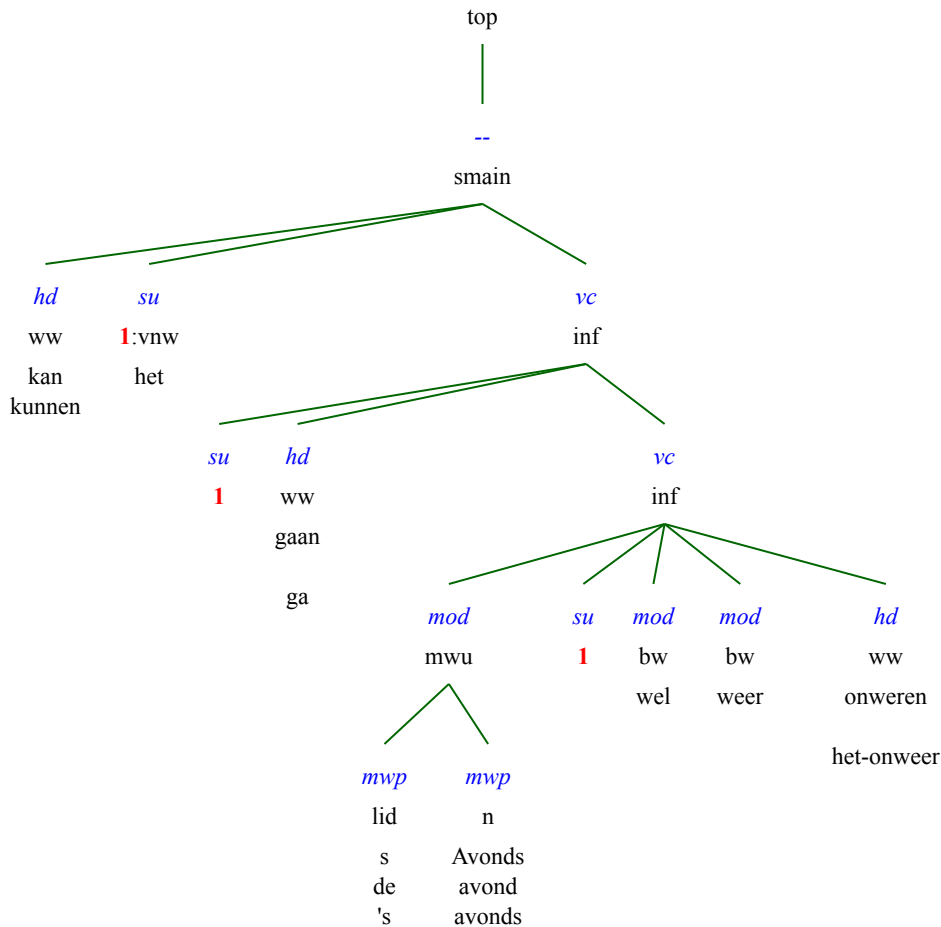 top
--
smain
hd su vc
ww 1:vnw inf
kan het
kunnen
su hd vc
1 ww inf
gaan
ga
mod su mod mod hd
mwu 1 bw bw ww
wel weer onweren
het-onweer
mwp mwp
lid n
s Avonds
de avond
's avonds